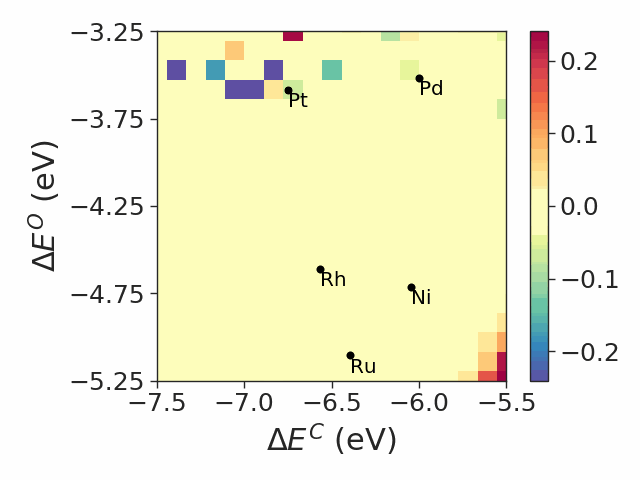 −3.25
−3.75
−4.25
−4.75
−5.25
ΔE^O (eV)
Pt
Pd
Rh
Ni
Ru
−7.5
−7.0
−6.5
−6.0
−5.5
ΔE^C (eV)
0.2
0.1
0.0
−0.1
−0.2